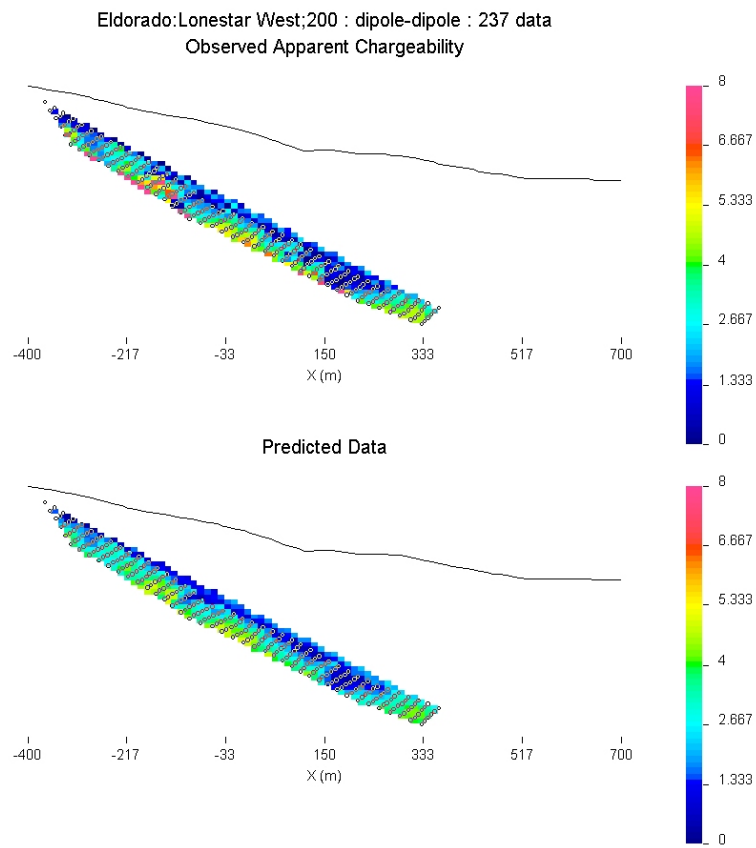 Eldorado:Lonestar West;200 : dipole-dipole : 237 data
Observed Apparent Chargeability
8
6.667
5.333
4
2.667
1.333
0
-400 -217 -33 150 333 517 700
X (m)
Predicted Data
8
6.667
5.333
4
2.667
1.333
0
-400 -217 -33 150 333 517 700
X (m)